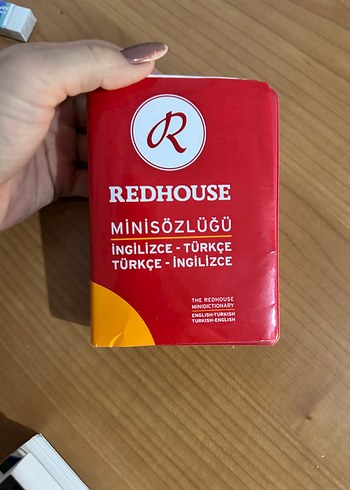 R
REDHOUSE
MİNİSÖZLÜĞÜ
İNGİLİZCE - TÜRKÇE
TÜRKÇE - İNGİLİZCE
THE REDHOUSE
MINIDICTIONARY
ENGLISH-TURKISH
TURKISH-ENGLISH